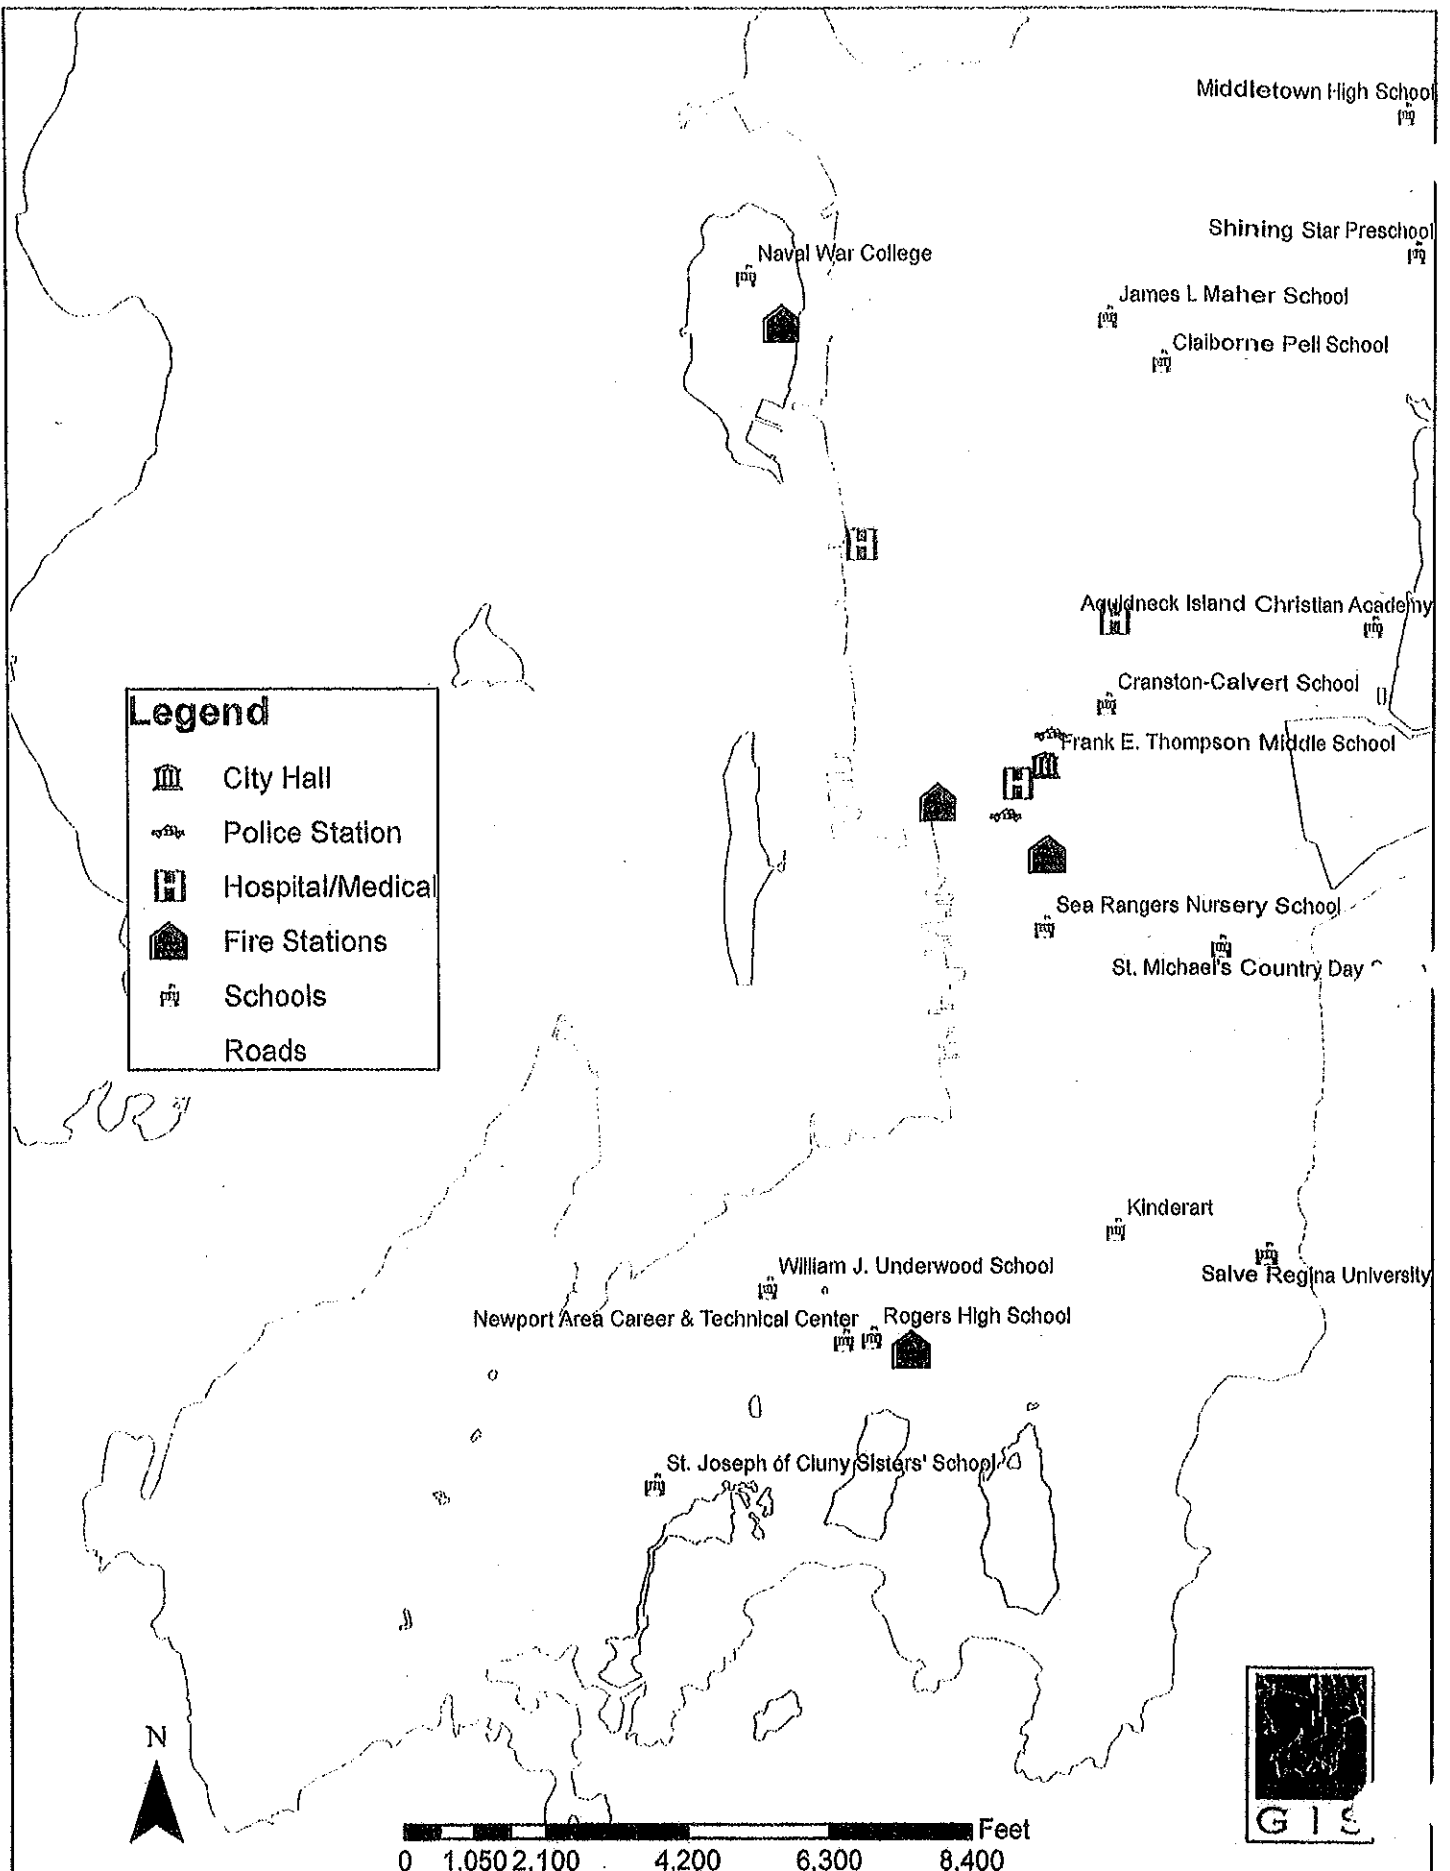 Middletown High School
Shining Star Preschool
Naval War College
James L Maher School
Claiborne Pell School
Aquidneck Island Christian Academy
Cranston-Calvert School
Frank E. Thompson Middle School
Legend
City Hall
Police Station
Hospital/Medical
Fire Stations
Schools
Roads
Sea Rangers Nursery School
St. Michael's Country Day
Kinderart
Salve Regina University
William J. Underwood School
Newport Area Career & Technical Center
Rogers High School
St. Joseph of Cluny Sisters' School
N
GIS
Feet
0 1,050 2,100 4,200 6,300 8,400